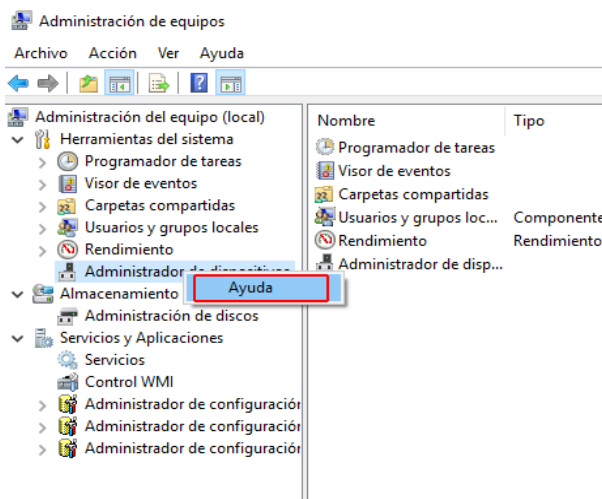 Administración de equipos
Archivo Acción Ver Ayuda
Administración del equipo (local)
Herramientas del sistema
Programador de tareas
Visor de eventos
Carpetas compartidas
Usuarios y grupos locales
Rendimiento
Administrador de dispositivos
Ayuda
Almacenamiento
Administración de discos
Servicios y Aplicaciones
Servicios
Control WMI
Administrador de configuración
Administrador de configuración
Administrador de configuración
Nombre Tipo
Programador de tareas
Visor de eventos
Carpetas compartidas
Usuarios y grupos loc... Componente
Rendimiento Rendimiento
Administrador de disp...